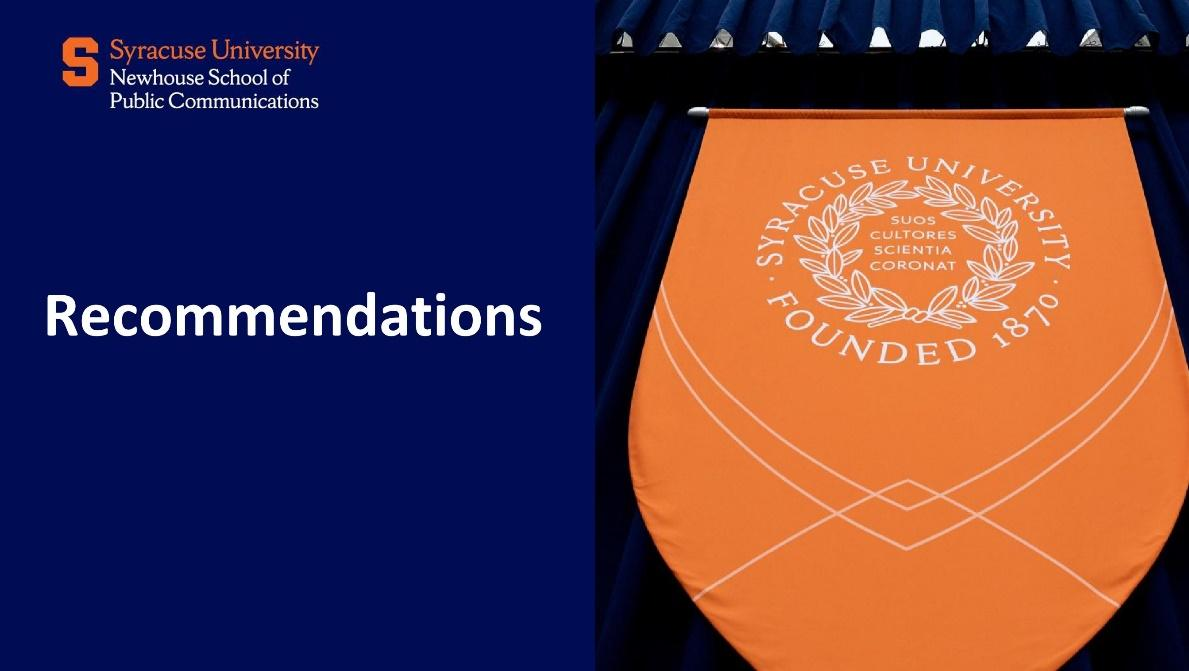 Syracuse University
Newhouse School of
Public Communications
Recommendations
SYRACUSE UNIVERSITY
SUOS
CULTORES
SCIENTIA
CORONAT
· FOUNDED 1870 ·